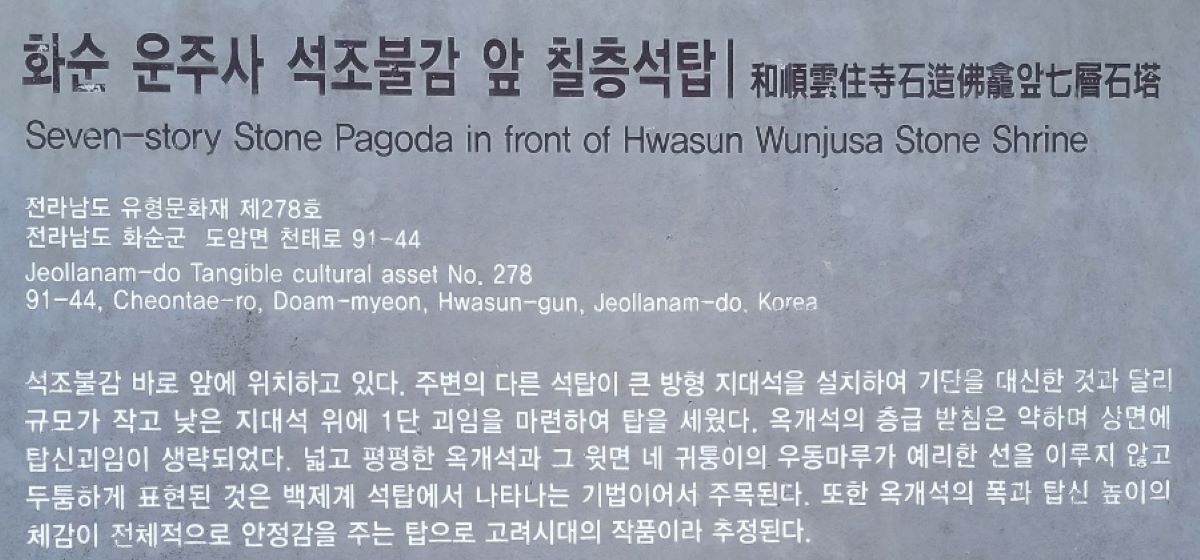 화순 운주사 석조불감 앞 칠층석탑 | 和順雲住寺石造佛龕앞七層石塔
Seven-story Stone Pagoda in front of Hwasun Wunjusa Stone Shrine
전라남도 유형문화재 제278호
전라남도 화순군 도암면 천태로 91-44
Jeollanam-do Tangible cultural asset No. 278
91-44, Cheontae-ro, Doam-myeon, Hwasun-gun, Jeollanam-do, Korea
석조불감 바로 앞에 위치하고 있다. 주변의 다른 석탑이 큰 방형 지대석을 설치하여 기단을 대신한 것과 달리
규모가 작고 낮은 지대석 위에 1단 괴임을 마련하여 탑을 세웠다. 옥개석의 층급 받침은 약하며 상면에
탑신괴임이 생략되었다. 넓고 평평한 옥개석과 그 윗면 네 귀퉁이의 우동마루가 예리한 선을 이루지 않고
두툼하게 표현된 것은 백제계 석탑에서 나타나는 기법이어서 주목된다. 또한 옥개석의 폭과 탑신 높이의
체감이 전체적으로 안정감을 주는 탑으로 고려시대의 작품이라 추정된다.